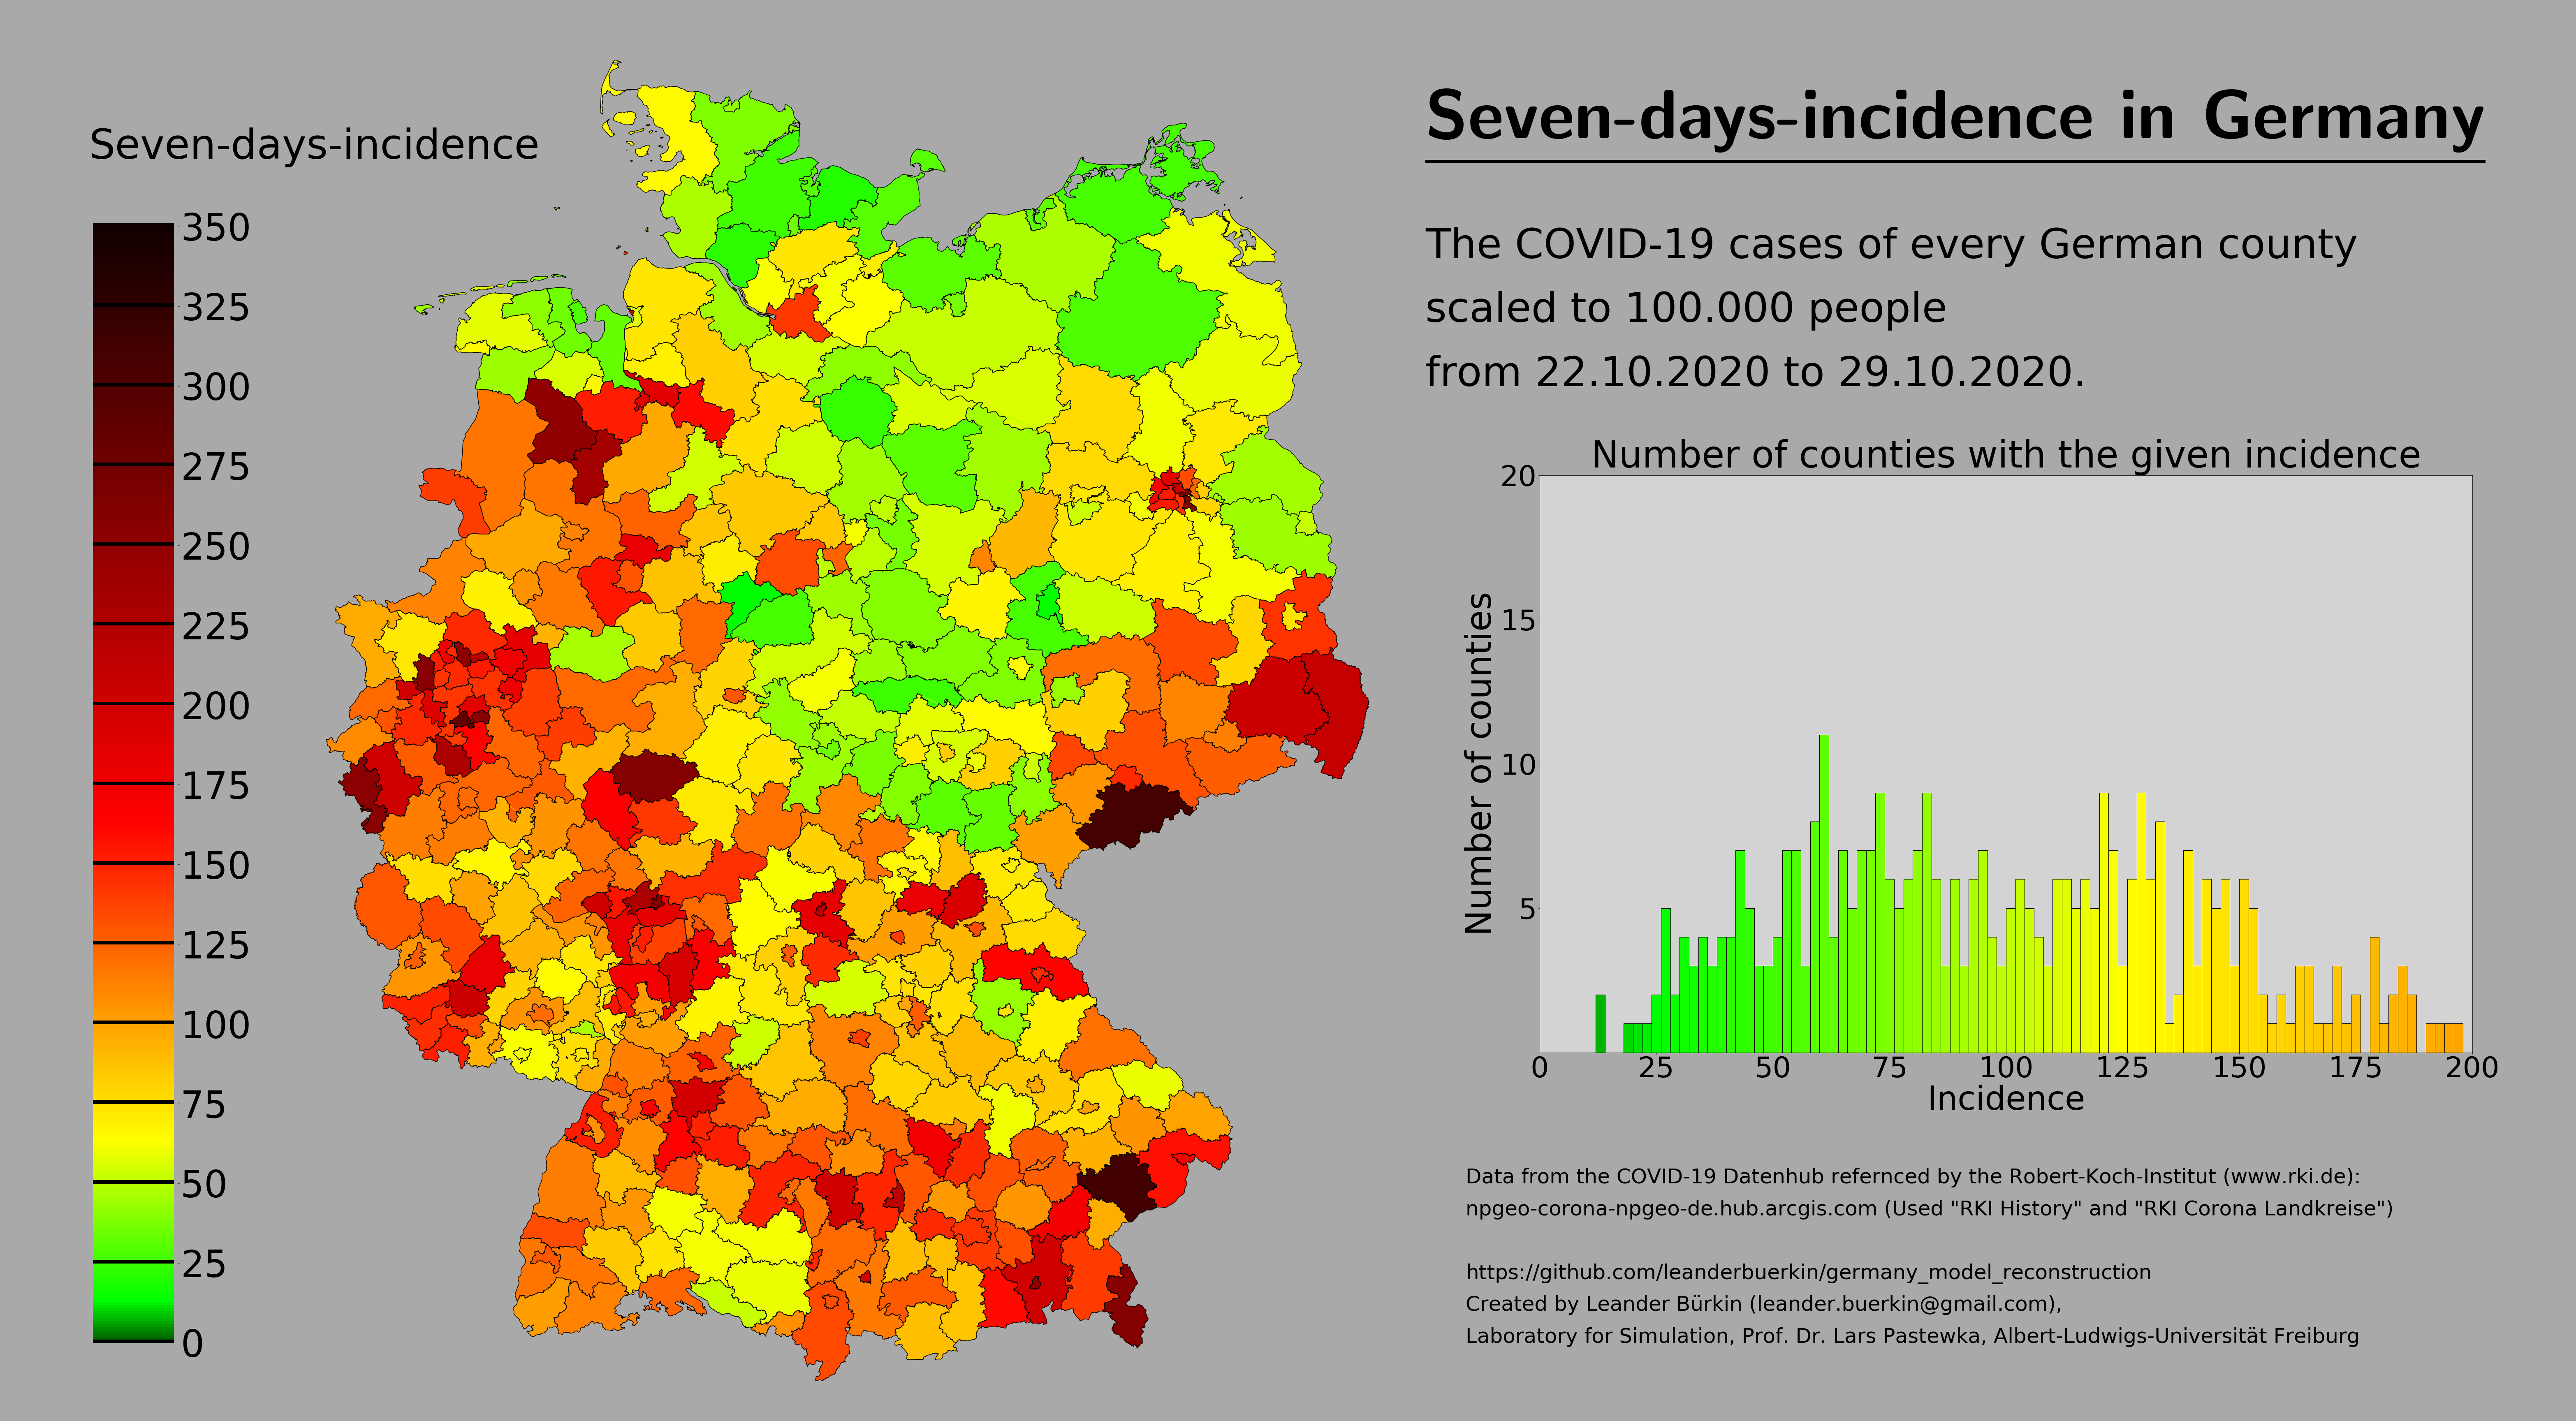 Seven-days-incidence
350
325
300
275
250
225
200
175
150
125
100
75
50
25
0
Seven-days-incidence in Germany
The COVID-19 cases of every German county
scaled to 100.000 people
from 22.10.2020 to 29.10.2020.
Number of counties with the given incidence
20
15
10
5
Number of counties
0 25 50 75 100 125 150 175 200
Incidence
Data from the COVID-19 Datenhub refernced by the Robert-Koch-Institut (www.rki.de):
npgeo-corona-npgeo-de.hub.arcgis.com (Used "RKI History" and "RKI Corona Landkreise")
https://github.com/leanderbuerkin/germany_model_reconstruction
Created by Leander Bürkin (leander.buerkin@gmail.com),
Laboratory for Simulation, Prof. Dr. Lars Pastewka, Albert-Ludwigs-Universität Freiburg